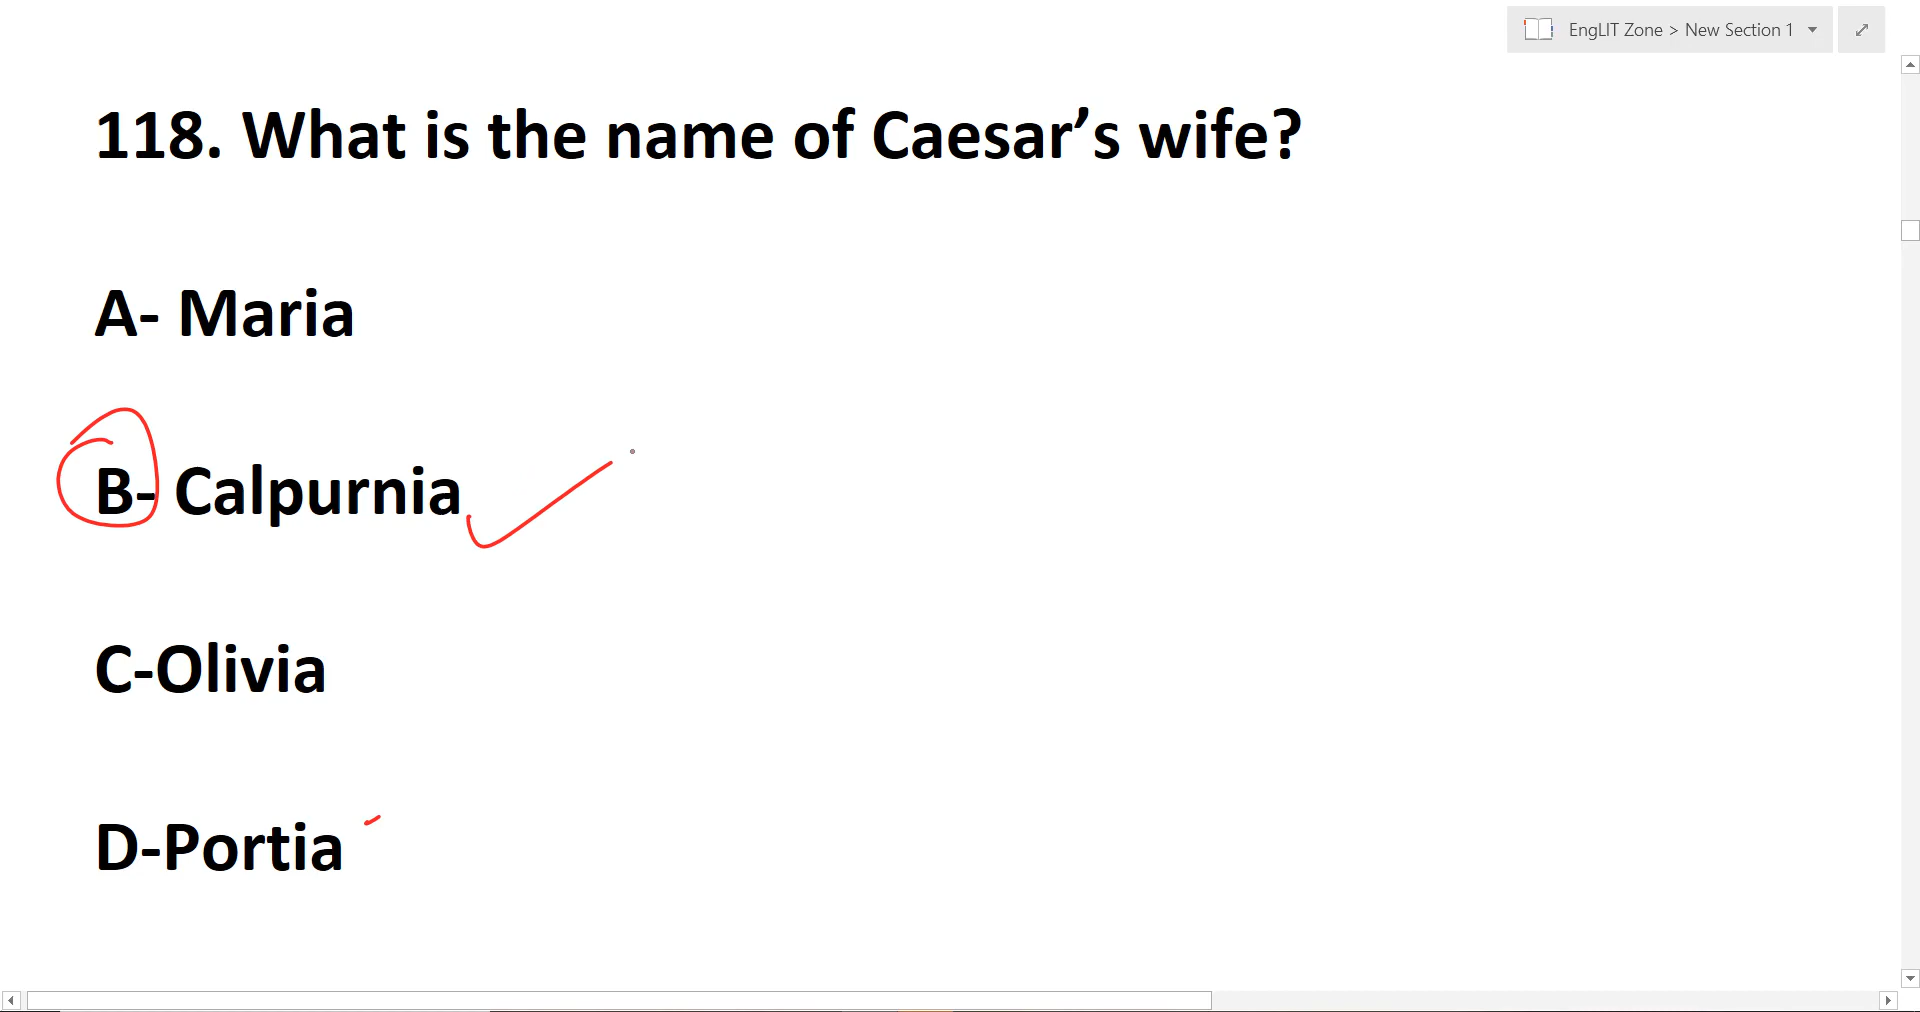 EngLIT Zone > New Section 1
118. What is the name of Caesar’s wife?
A- Maria
B- Calpurnia
C-Olivia
D-Portia